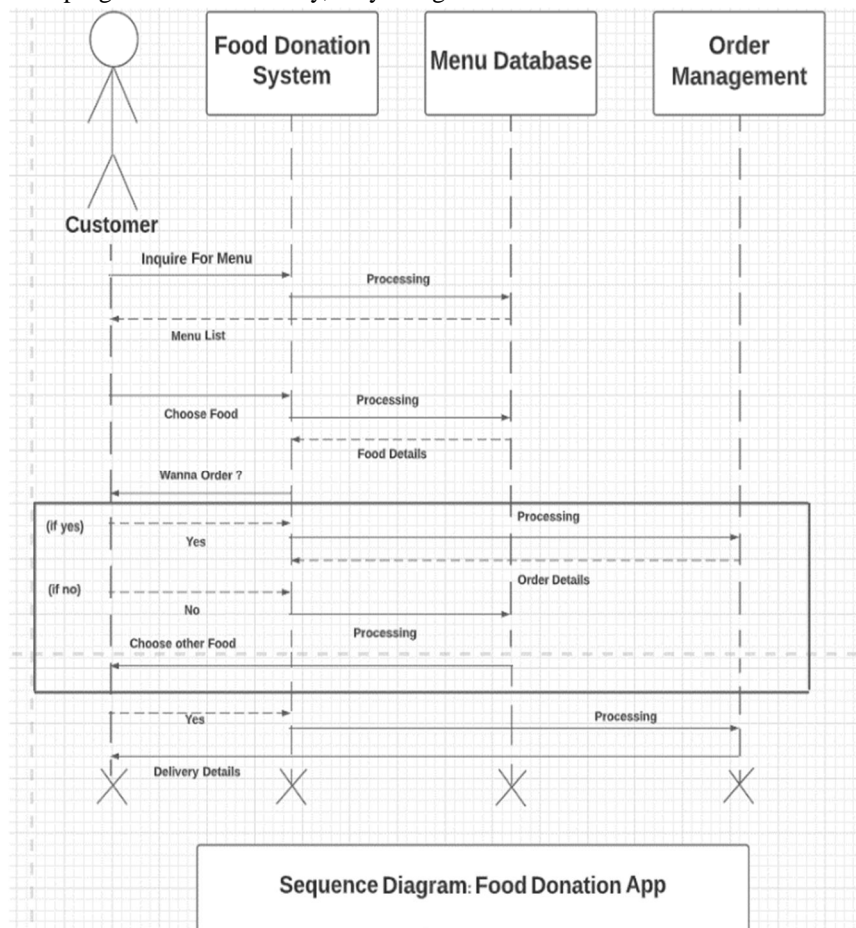 Food Donation
System
Menu Database
Order
Management
Customer
Inquire For Menu
Processing
Menu List
Choose Food
Processing
Food Details
Wanna Order ?
(if yes)
Processing
Yes
Order Details
(if no)
No
Processing
Choose other Food
Yes
Processing
Delivery Details
Sequence Diagram: Food Donation App